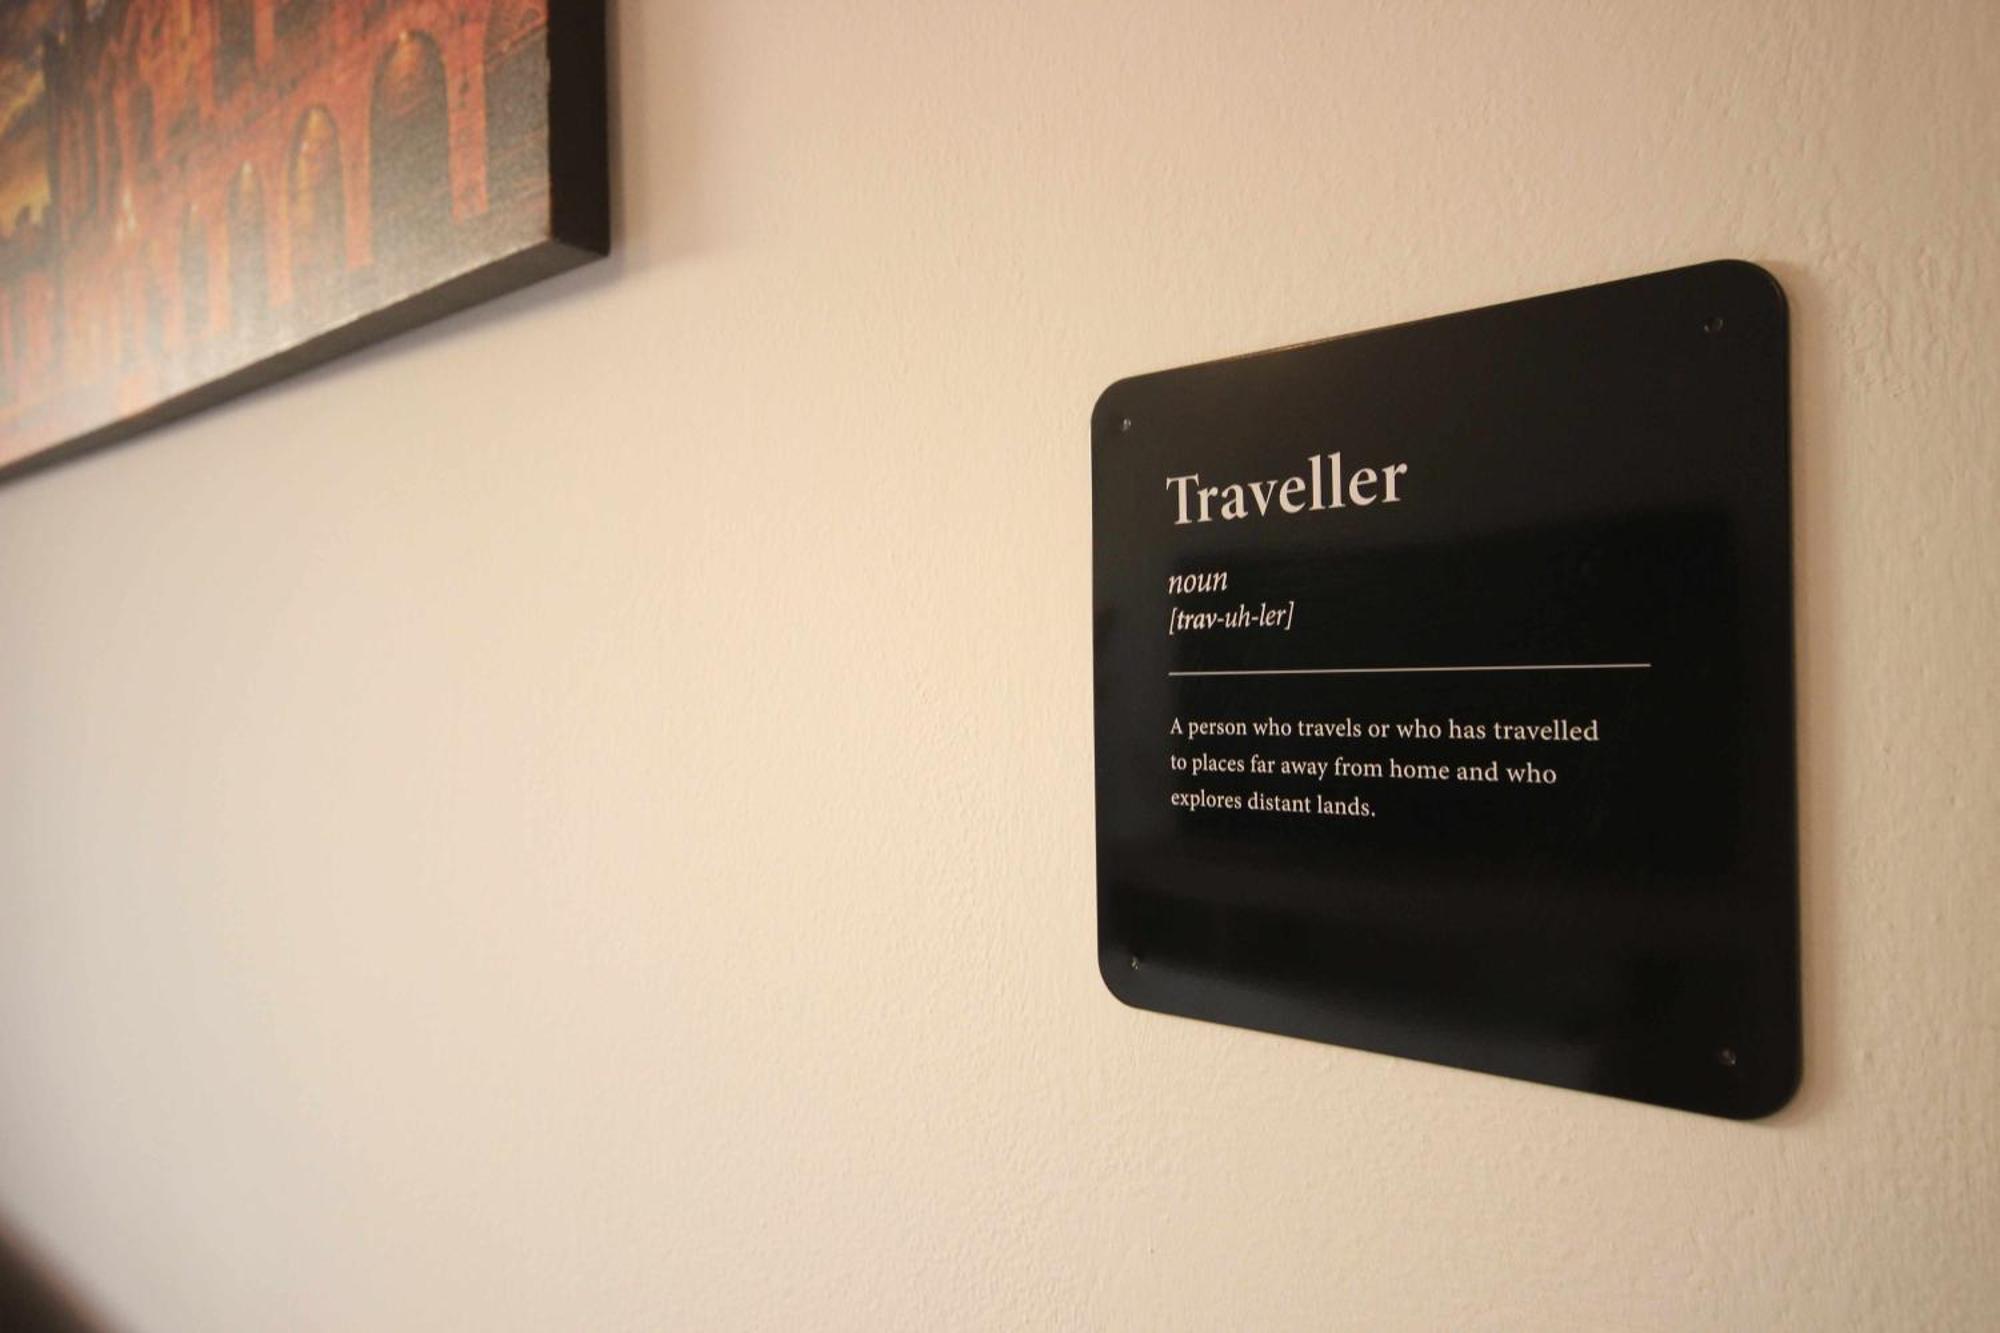 Traveller
noun
[trav-uh-ler]
A person who travels or who has travelled
to places far away from home and who
explores distant lands.